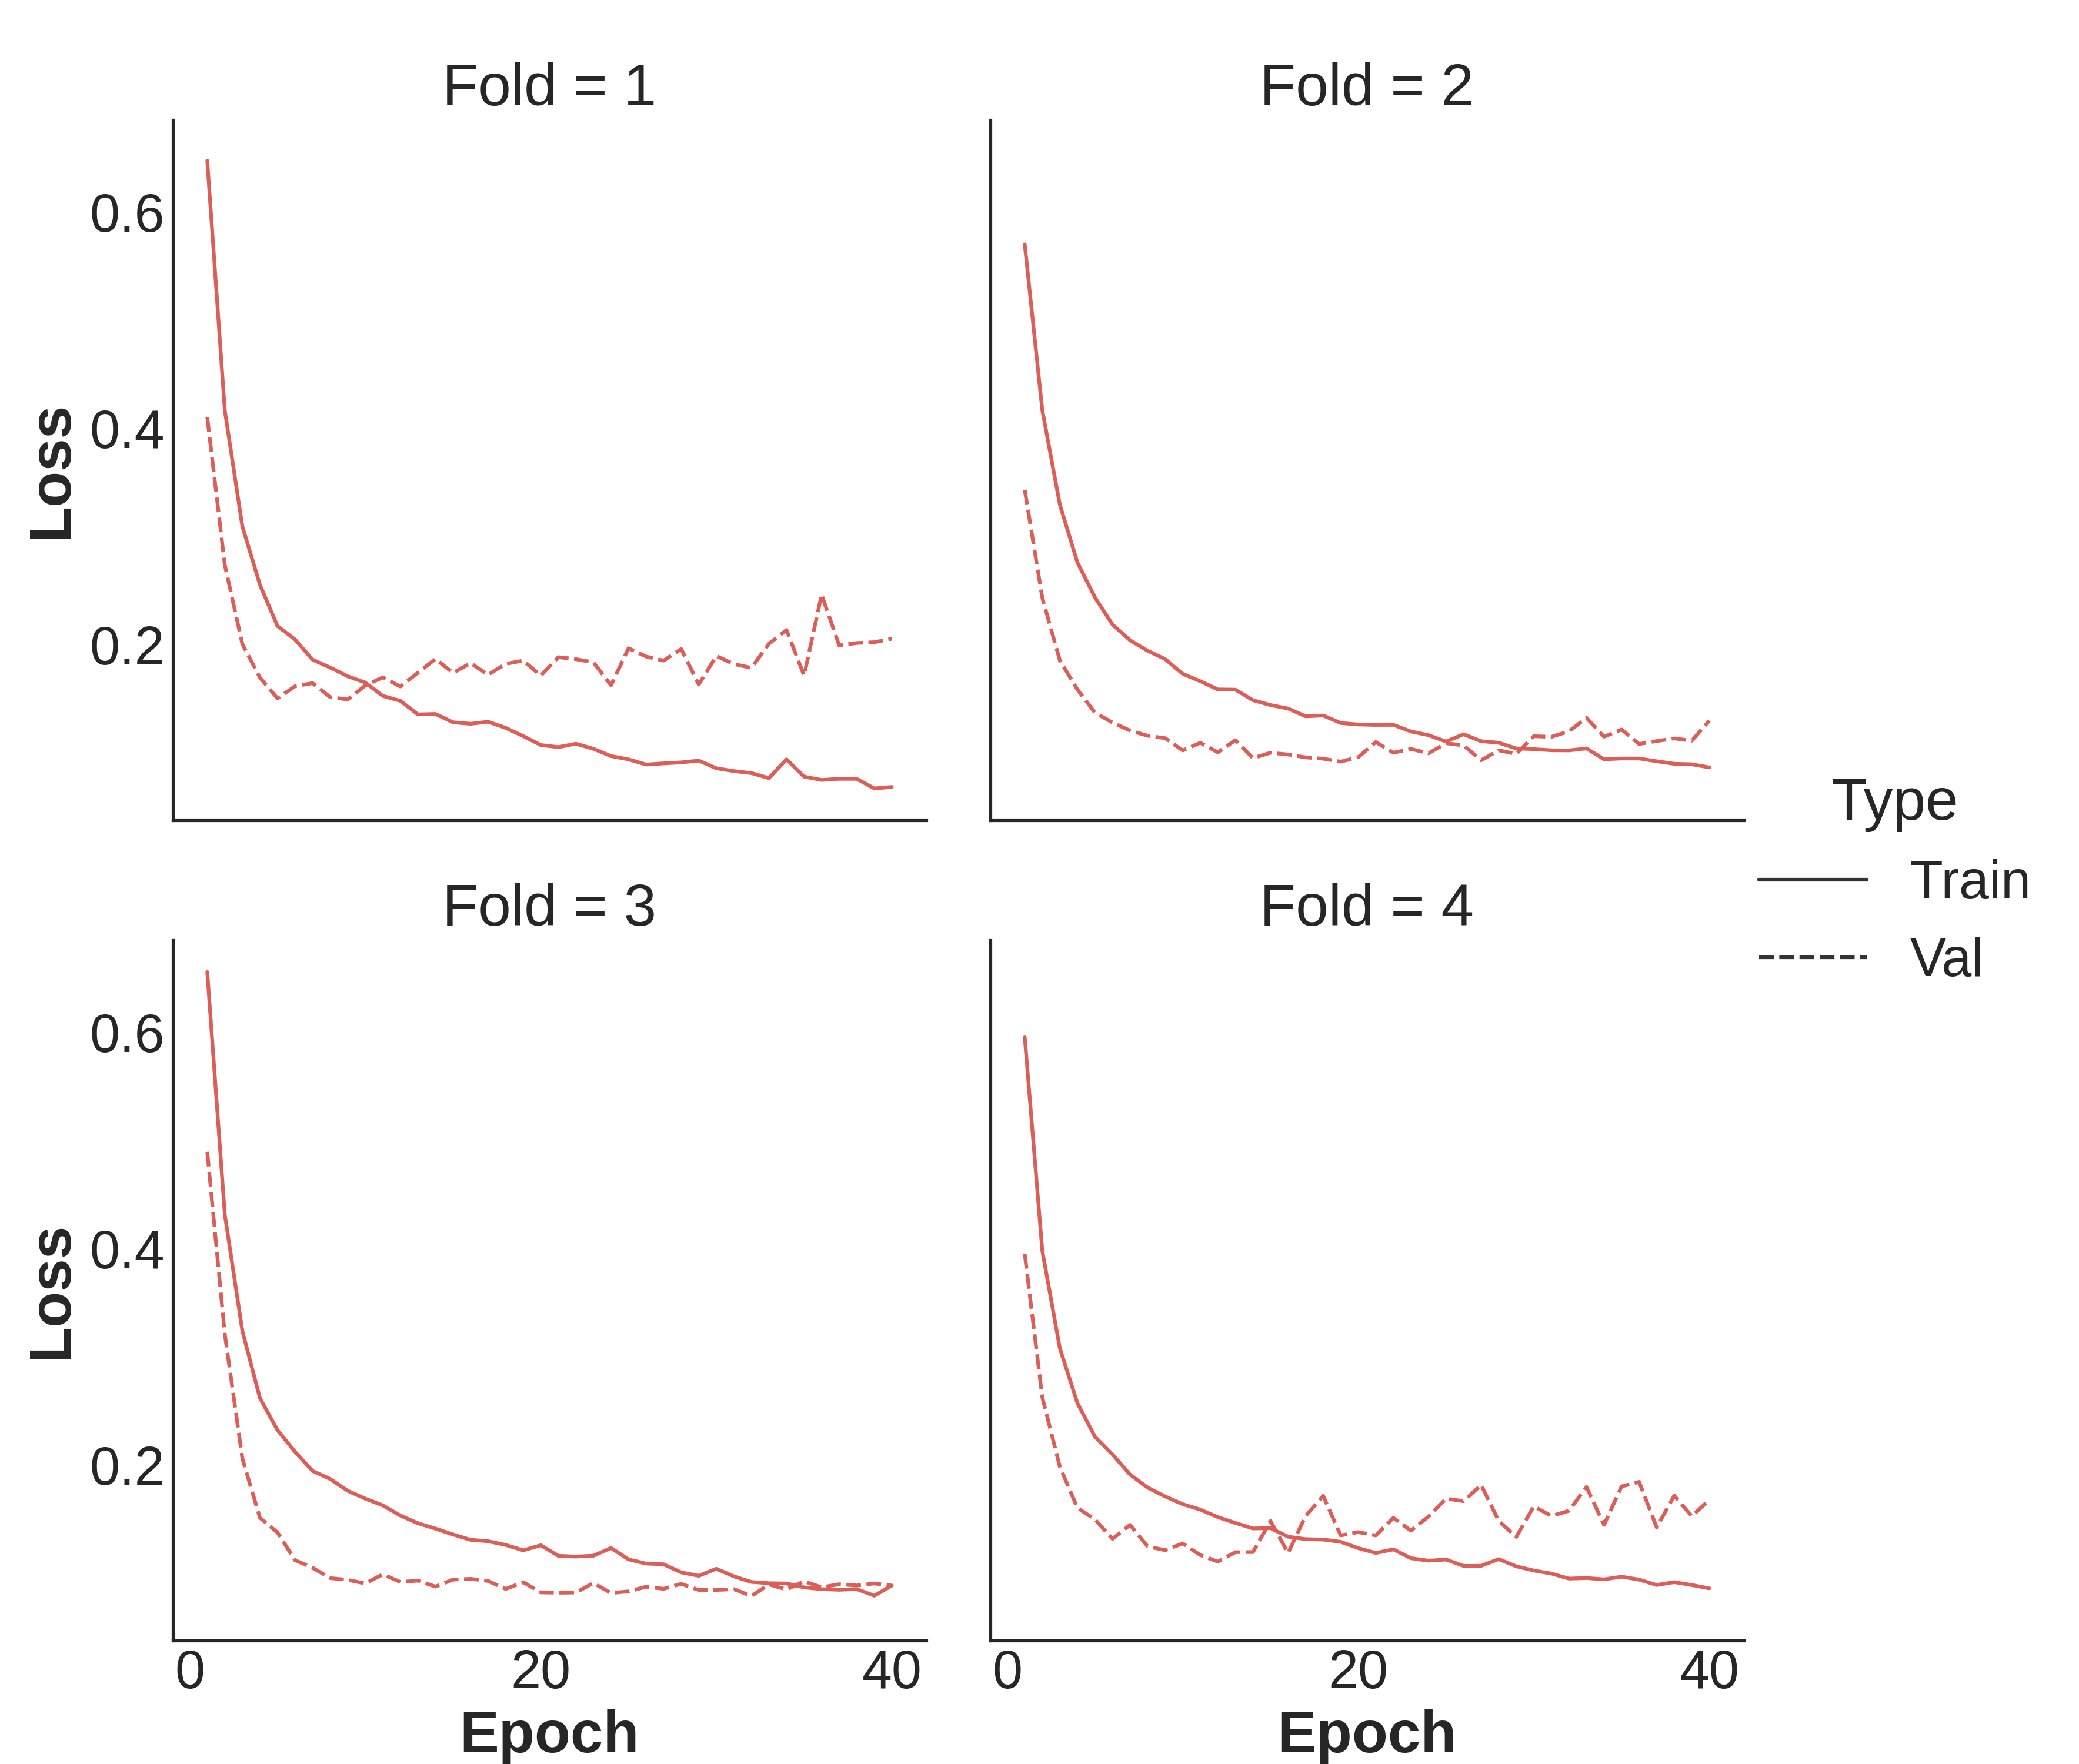 Fold = 1
Fold = 2
Loss
0.6
0.4
0.2
Type
Train
Val
Fold = 3
Fold = 4
Loss
0.6
0.4
0.2
0 20 40
0 20 40
Epoch
Epoch